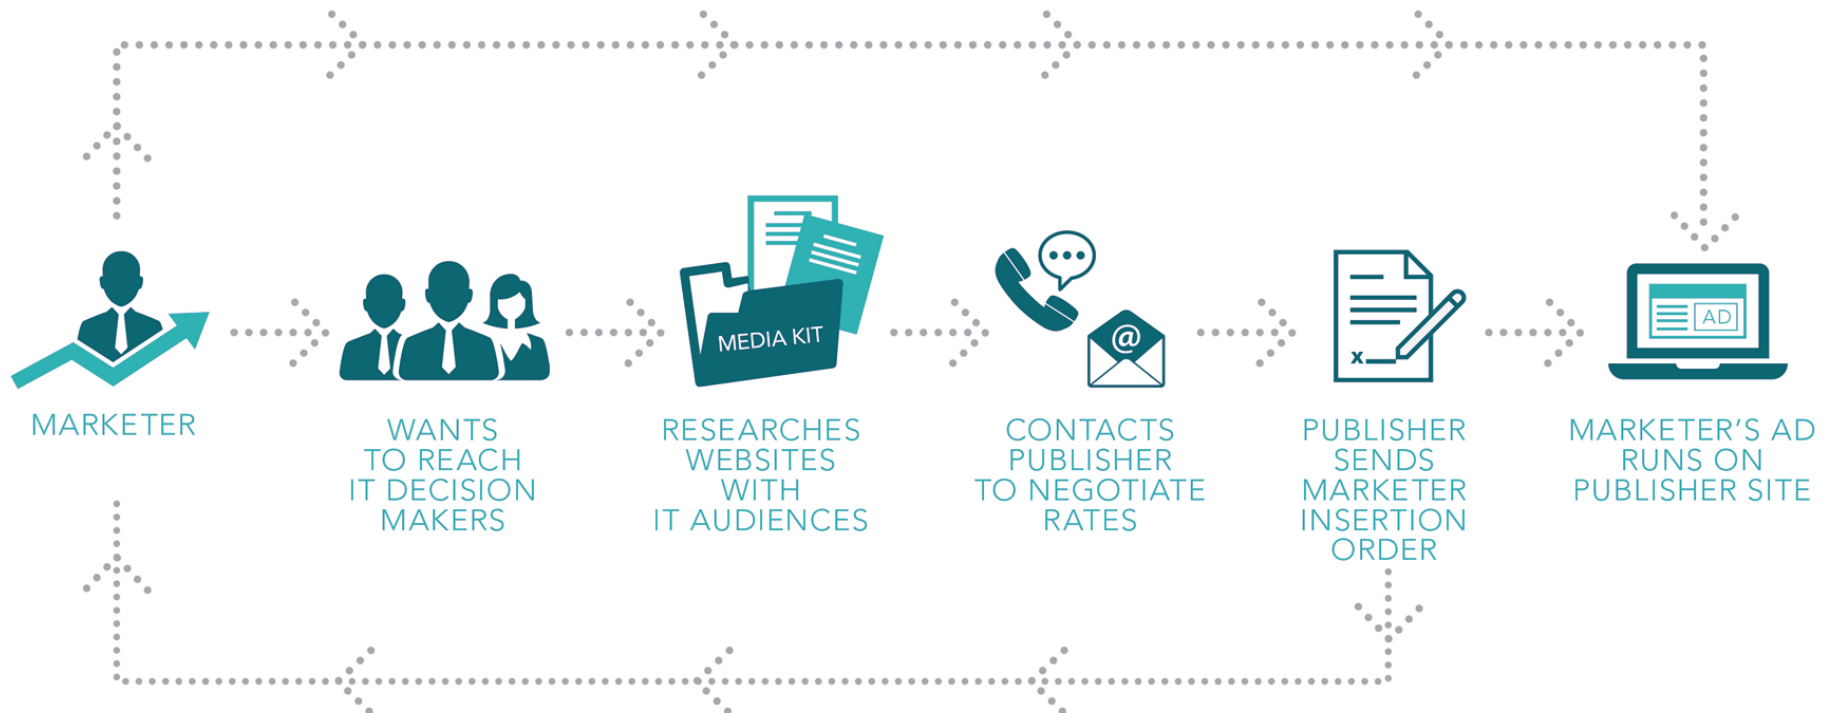 MEDIA KIT
@
x
AD
MARKETER
WANTS
TO REACH
IT DECISION
MAKERS
RESEARCHES
WEBSITES
WITH
IT AUDIENCES
CONTACTS
PUBLISHER
TO NEGOTIATE
RATES
PUBLISHER
SENDS
MARKETER
INSERTION
ORDER
MARKETER'S AD
RUNS ON
PUBLISHER SITE